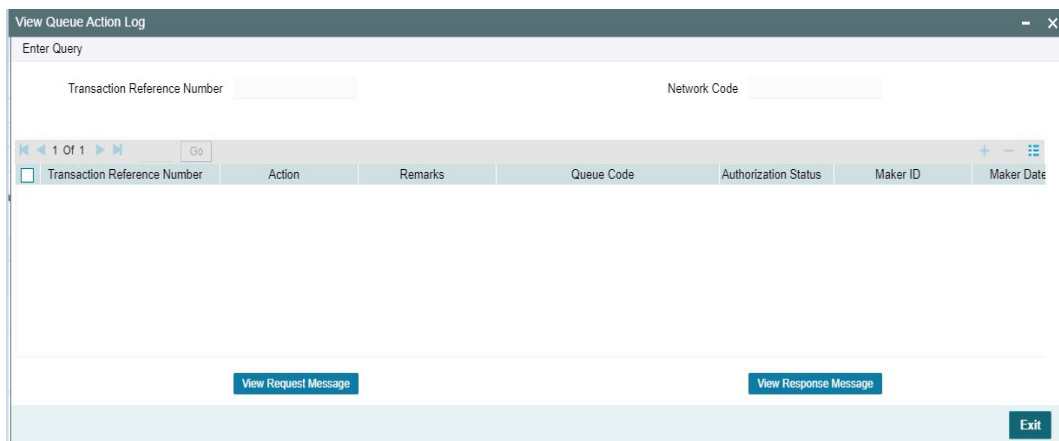 View Queue Action Log
Enter Query
Transaction Reference Number Network Code
1 Of 1 Go
Transaction Reference Number Action Remarks Queue Code Authorization Status Maker ID Maker Date
View Request Message View Response Message
Exit